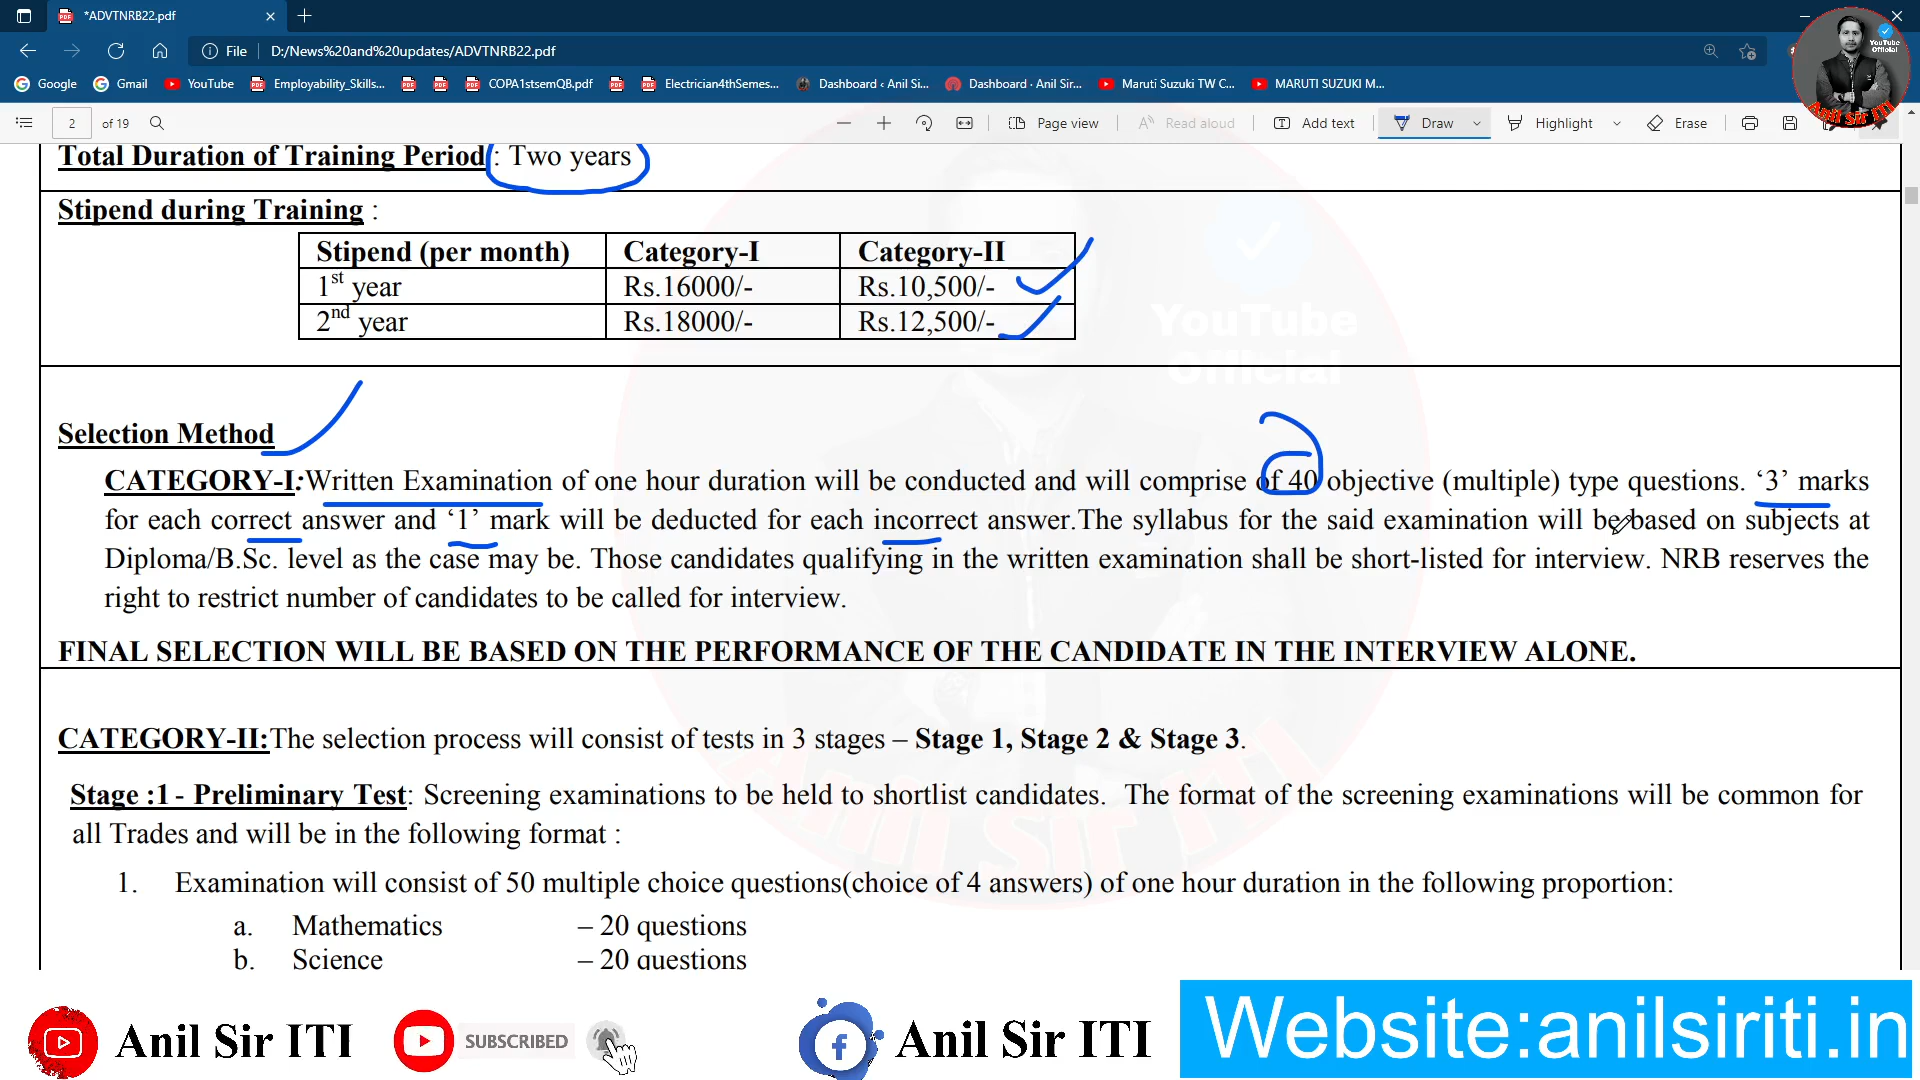 *ADVTNRB22.pdf
File D:/News%20and%20updates/ADVTNRB22.pdf
Google Gmail YouTube Employability_Skills... COPA1stsemQB.pdf Electrician4thSemes... Dashboard ‹ Anil Si... Dashboard · Anil Sir... Maruti Suzuki TW C... MARUTI SUZUKI M...
YouTube
Official
Anil Sir ITI
2 of 19 Page view Read aloud Add text Draw Highlight Erase
Total Duration of Training Period : Two years
Stipend during Training :
Stipend (per month) Category-I Category-II
1st year Rs.16000/- Rs.10,500/-
2nd year Rs.18000/- Rs.12,500/-
YouTube
Official
Selection Method
CATEGORY-I:Written Examination of one hour duration will be conducted and will comprise of 40 objective (multiple) type questions. ‘3’ marks
for each correct answer and ‘1’ mark will be deducted for each incorrect answer.The syllabus for the said examination will be based on subjects at
Diploma/B.Sc. level as the case may be. Those candidates qualifying in the written examination shall be short-listed for interview. NRB reserves the
right to restrict number of candidates to be called for interview.
FINAL SELECTION WILL BE BASED ON THE PERFORMANCE OF THE CANDIDATE IN THE INTERVIEW ALONE.
CATEGORY-II:The selection process will consist of tests in 3 stages – Stage 1, Stage 2 & Stage 3.
Stage :1 - Preliminary Test: Screening examinations to be held to shortlist candidates. The format of the screening examinations will be common for
all Trades and will be in the following format :
Anil Sir ITI
1. Examination will consist of 50 multiple choice questions(choice of 4 answers) of one hour duration in the following proportion:
a. Mathematics – 20 questions
b. Science – 20 questions
Anil Sir ITI SUBSCRIBED Anil Sir ITI Website:anilsiriti.in